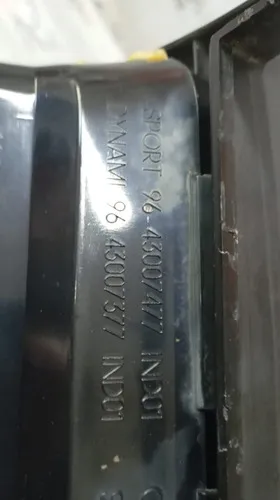 SPORT 96 43007477 IND01
DYNAMI 96 43007377 IND01